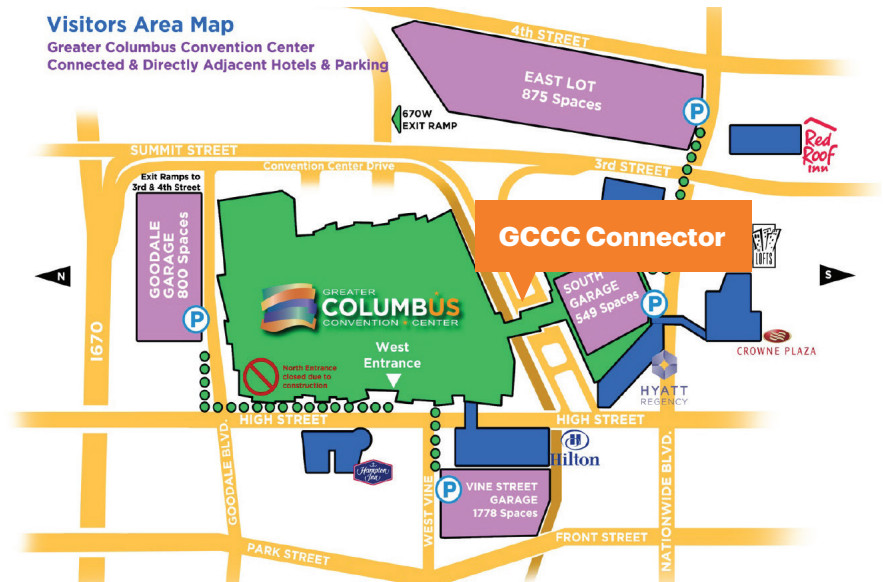 Visitors Area Map
Greater Columbus Convention Center
Connected & Directly Adjacent Hotels & Parking
4th STREET
EAST LOT
875 Spaces
P
670W
EXIT RAMP
Red
Roof
inn
SUMMIT STREET
Convention Center Drive
3rd STREET
Exit Ramps to
3rd & 4th Street
GOODALE
GARAGE
800 Spaces
P
GCCC Connector
LOFTS
N
S
GREATER
COLUMBUS
CONVENTION CENTER
SOUTH
GARAGE
549 Spaces
P
I670
West
Entrance
North Entrance
closed due to
construction
CROWNE PLAZA
HYATT
REGENCY
HIGH STREET
HIGH STREET
GOODALE BLVD.
Hampton
Inn
Hilton
WEST VINE
P
VINE STREET
GARAGE
1778 Spaces
NATIONWIDE BLVD.
PARK STREET
FRONT STREET